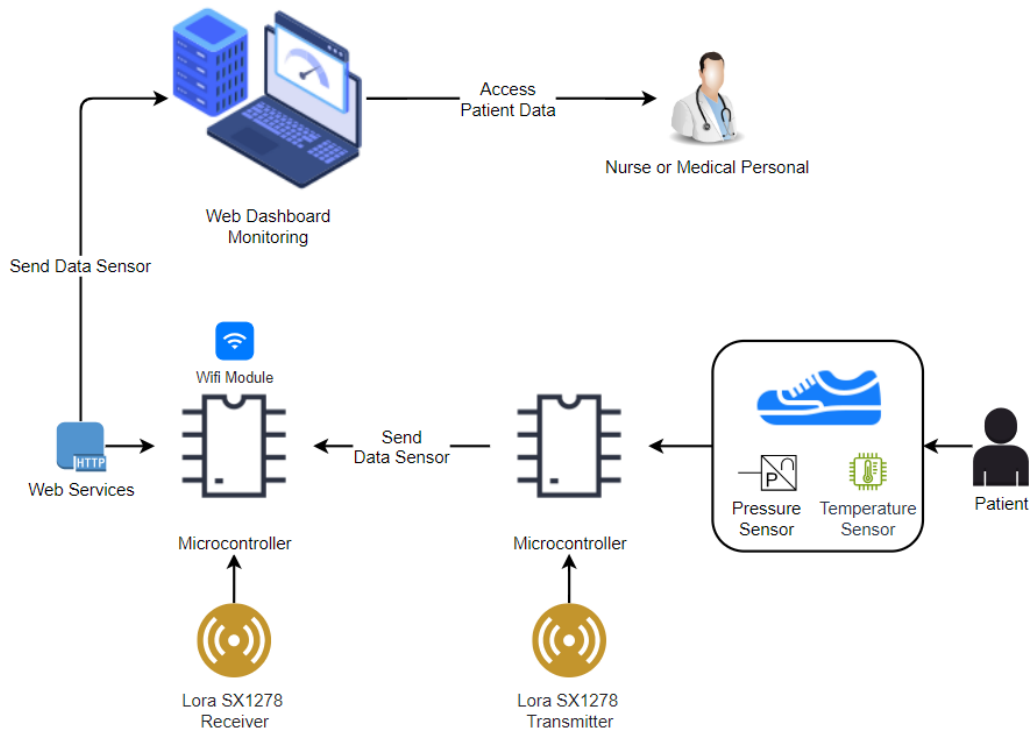 Access
Patient Data
Nurse or Medical Personal
Web Dashboard
Monitoring
Send Data Sensor
Wifi Module
Send
Data Sensor
HTTP
Web Services
P
Pressure
Sensor
Temperature
Sensor
Patient
Microcontroller
Microcontroller
Lora SX1278
Receiver
Lora SX1278
Transmitter